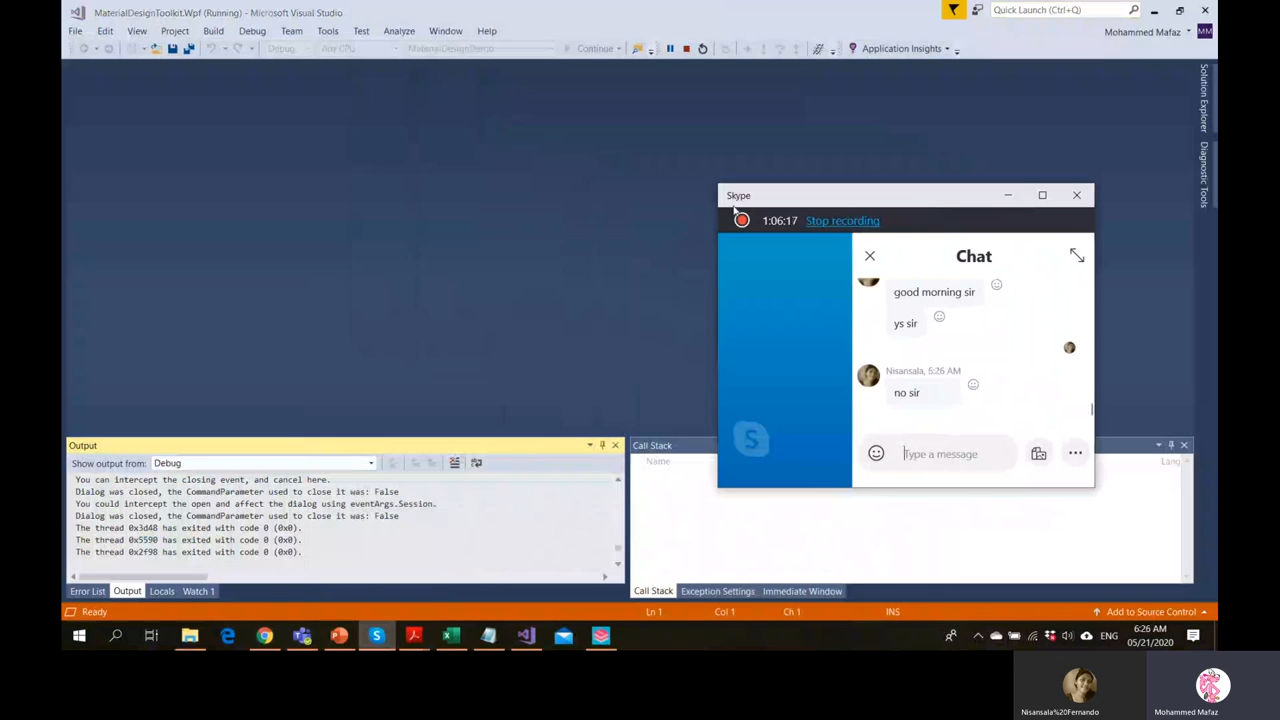 MaterialDesignToolkit.Wpf (Running) - Microsoft Visual Studio
Quick Launch (Ctrl+Q)
File Edit View Project Build Debug Team Tools Test Analyze Window Help
Mohammed Mafaz MM
Debug Any CPU MaterialDesignDemo Continue Application Insights
Solution Explorer
Diagnostic Tools
Skype
1:06:17 Stop recording
Chat
good morning sir
ys sir
Nisansala, 5:26 AM
no sir
Type a message
Output
Show output from: Debug
You can intercept the closing event, and cancel here.
Dialog was closed, the CommandParameter used to close it was: False
You could intercept the open and affect the dialog using eventArgs.Session.
Dialog was closed, the CommandParameter used to close it was: False
The thread 0x3d48 has exited with code 0 (0x0).
The thread 0x5590 has exited with code 0 (0x0).
The thread 0x2f98 has exited with code 0 (0x0).
Call Stack
Name Lang
Error List Output Locals Watch 1
Call Stack Exception Settings Immediate Window
Ready Ln 1 Col 1 Ch 1 INS Add to Source Control
ENG
6:26 AM
05/21/2020
Nisansala%20Fernando
Mohammed Mafaz